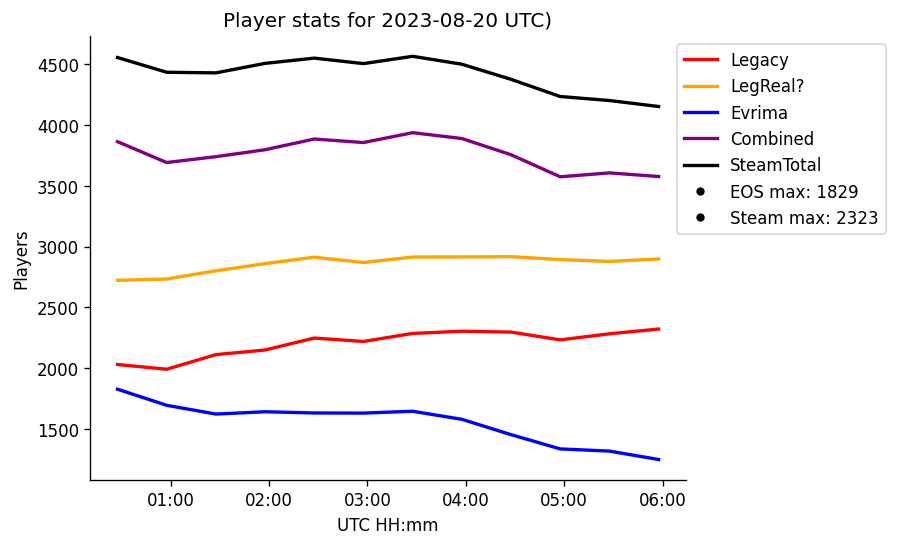 Player stats for 2023-08-20 UTC)
Legacy
LegReal?
Evrima
Combined
SteamTotal
EOS max: 1829
Steam max: 2323
Players
4500
4000
3500
3000
2500
2000
1500
01:00 02:00 03:00 04:00 05:00 06:00
UTC HH:mm